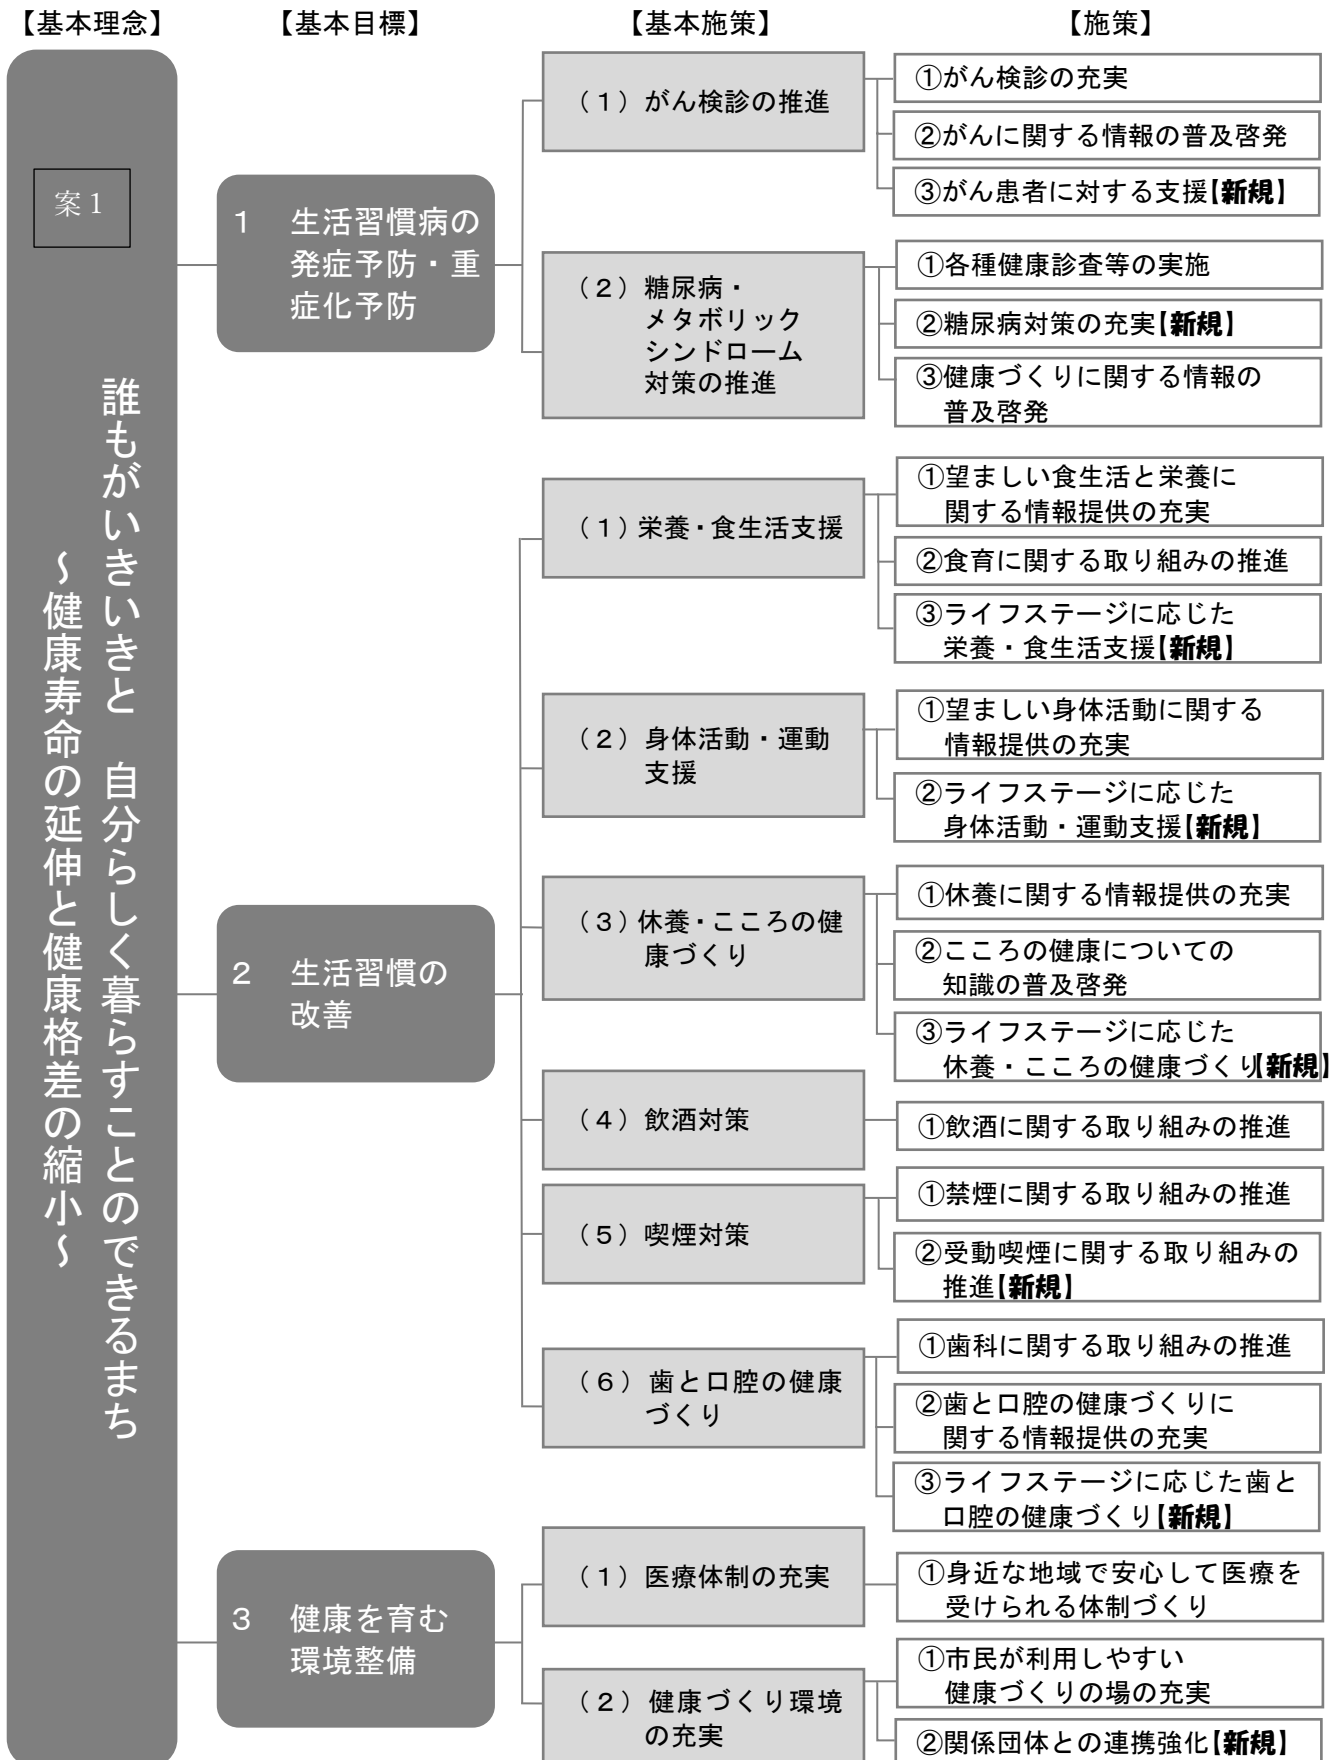 【基本理念】 【基本目標】 【基本施策】 【施策】
案１
誰もがいきいきと　自分らしく暮らすことのできるまち
～健康寿命の延伸と健康格差の縮小～
１　生活習慣病の
発症予防・重
症化予防
（１）がん検診の推進
①がん検診の充実
②がんに関する情報の普及啓発
③がん患者に対する支援【新規】
（２）糖尿病・
メタボリック
シンドローム
対策の推進
①各種健康診査等の実施
②糖尿病対策の充実【新規】
③健康づくりに関する情報の
普及啓発
２　生活習慣の
改善
（１）栄養・食生活支援
①望ましい食生活と栄養に
関する情報提供の充実
②食育に関する取り組みの推進
③ライフステージに応じた
栄養・食生活支援【新規】
（２）身体活動・運動
支援
①望ましい身体活動に関する
情報提供の充実
②ライフステージに応じた
身体活動・運動支援【新規】
（３）休養・こころの健
康づくり
①休養に関する情報提供の充実
②こころの健康についての
知識の普及啓発
③ライフステージに応じた
休養・こころの健康づくり【新規】
（４）飲酒対策
①飲酒に関する取り組みの推進
（５）喫煙対策
①禁煙に関する取り組みの推進
②受動喫煙に関する取り組みの
推進【新規】
（６）歯と口腔の健康
づくり
①歯科に関する取り組みの推進
②歯と口腔の健康づくりに
関する情報提供の充実
③ライフステージに応じた歯と
口腔の健康づくり【新規】
３　健康を育む
環境整備
（１）医療体制の充実
①身近な地域で安心して医療を
受けられる体制づくり
（２）健康づくり環境
の充実
①市民が利用しやすい
健康づくりの場の充実
②関係団体との連携強化【新規】